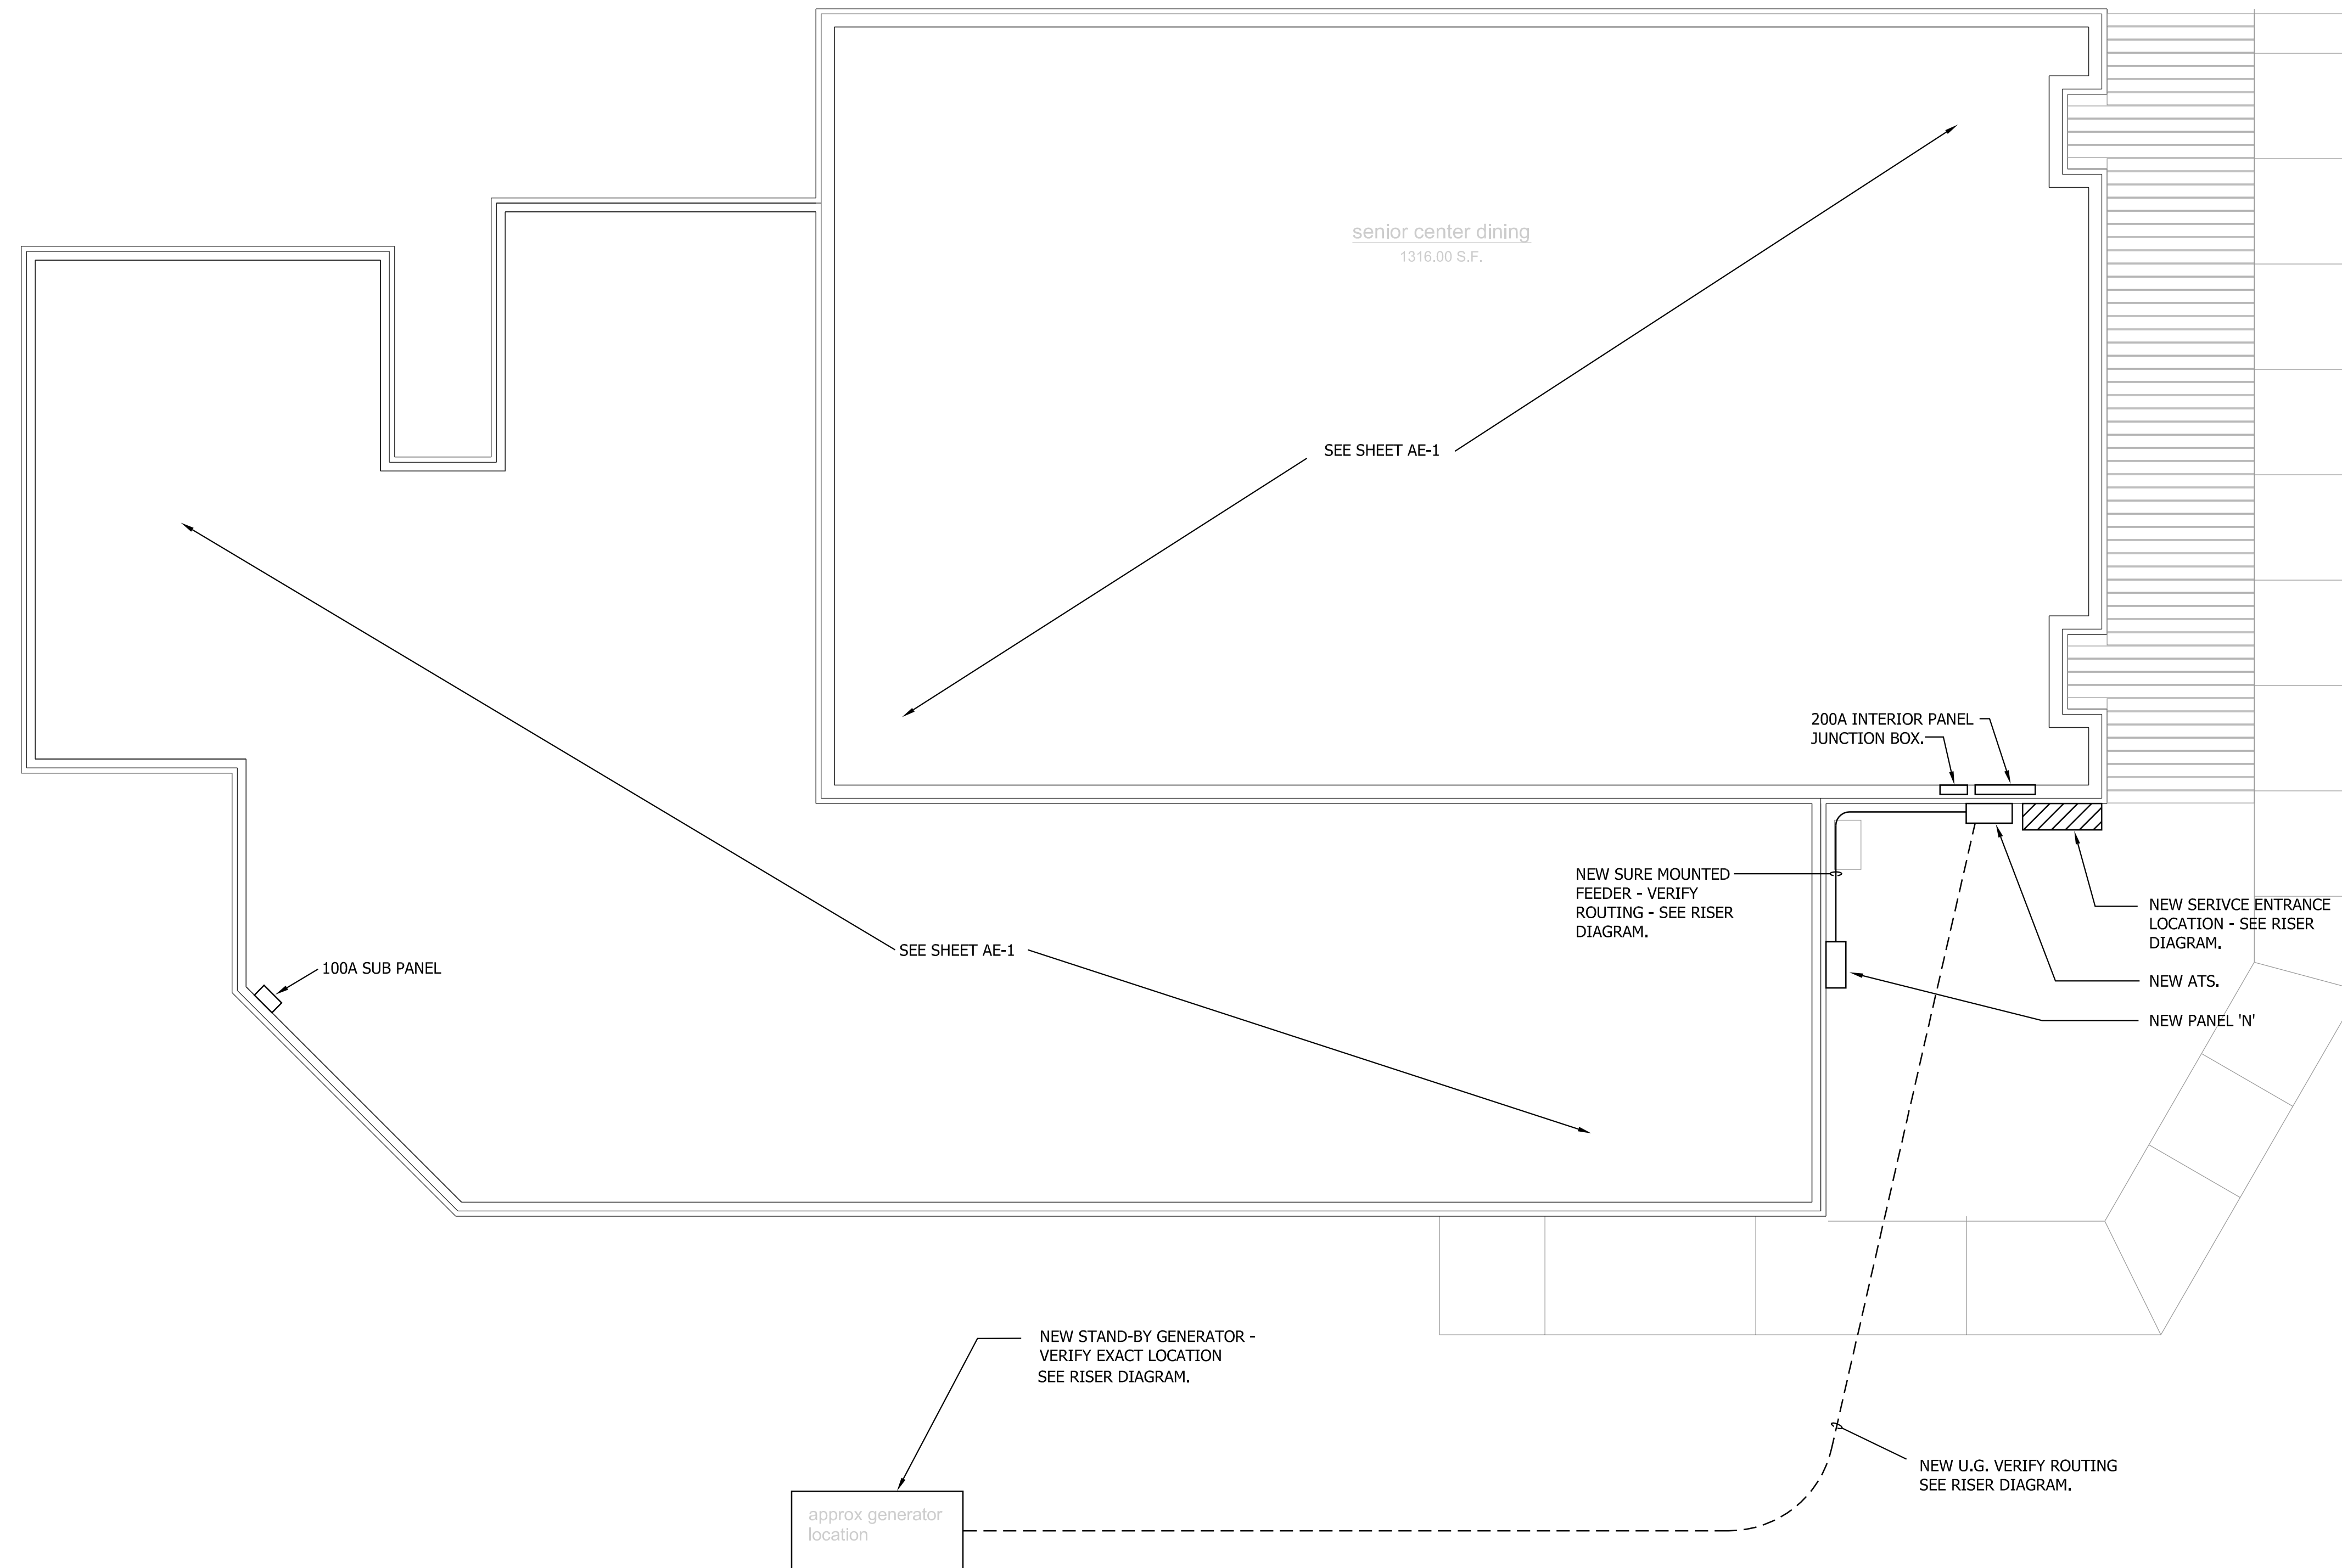 senior center dining
1316.00 S.F.
SEE SHEET AE-1
200A INTERIOR PANEL
JUNCTION BOX.
NEW SURE MOUNTED
FEEDER - VERIFY
ROUTING - SEE RISER
DIAGRAM.
NEW SERIVCE ENTRANCE
LOCATION - SEE RISER
DIAGRAM.
SEE SHEET AE-1
100A SUB PANEL
NEW ATS.
NEW PANEL 'N'
NEW STAND-BY GENERATOR -
VERIFY EXACT LOCATION
SEE RISER DIAGRAM.
NEW U.G. VERIFY ROUTING
SEE RISER DIAGRAM.
approx generator
location